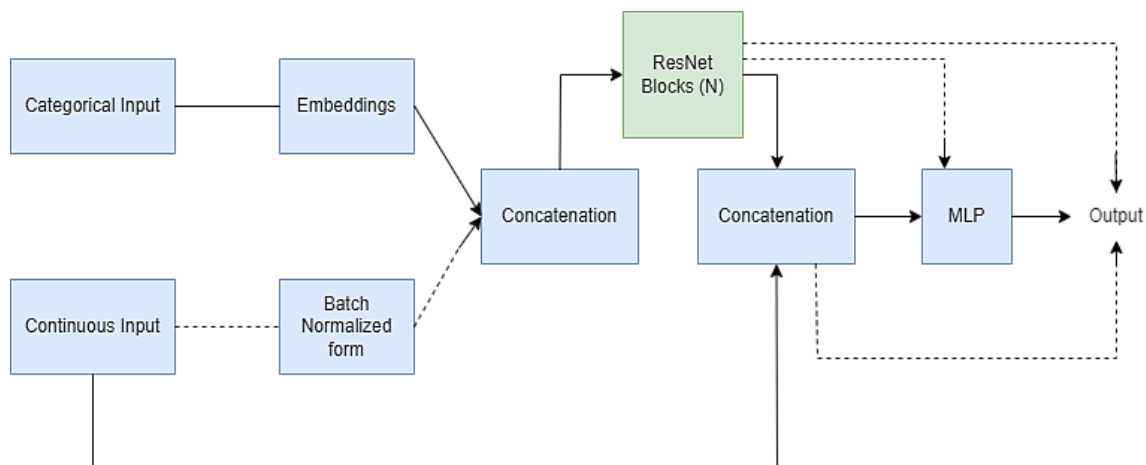 ResNet
Blocks (N)
Categorical Input
Embeddings
Concatenation
Concatenation
MLP
Output
Continuous Input
Batch
Normalized
form